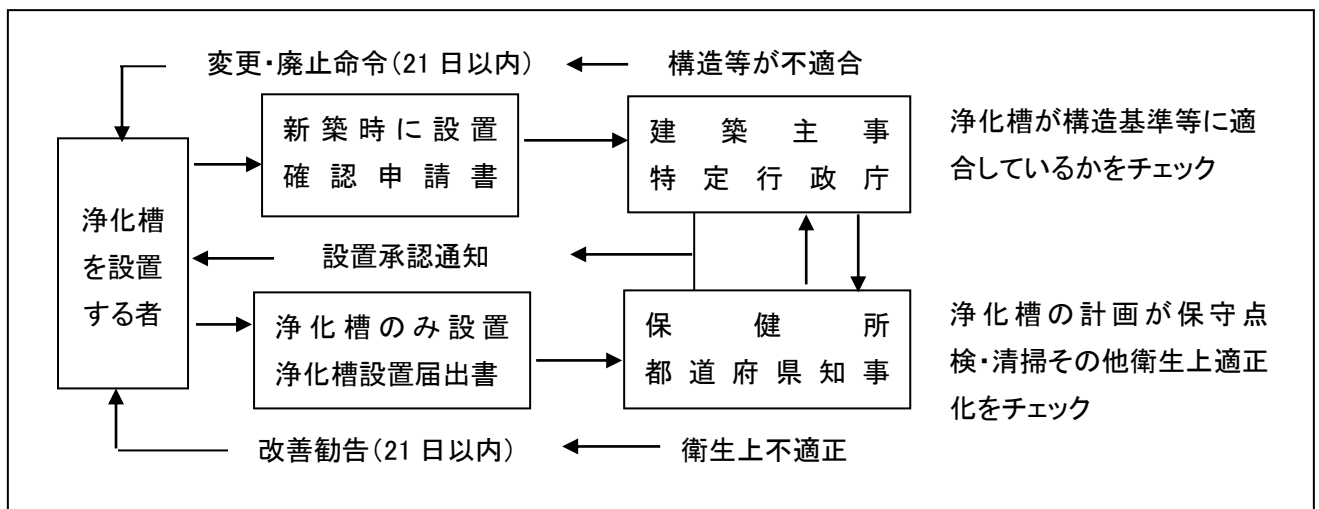 変更・廃止命令(21日以内) 構造等が不適合
新築時に設置
確認申請書
建築主事
特定行政庁
浄化槽が構造基準等に適
合しているかをチェック
浄化槽
を設置
する者
設置承認通知
浄化槽のみ設置
浄化槽設置届出書
保健所
都道府県知事
浄化槽の計画が保守点
検・清掃その他衛生上適正
化をチェック
改善勧告(21日以内) 衛生上不適正